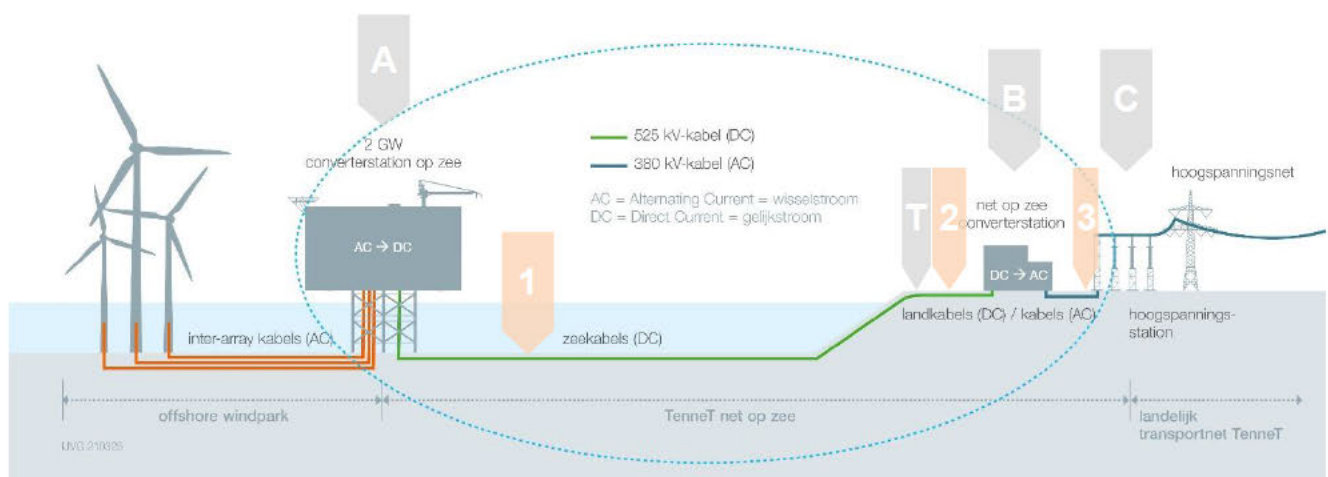 A
B
C
2 GW
converterstation op zee
525 kV-kabel (DC)
380 kV-kabel (AC)
AC = Alternating Current = wisselstroom
DC = Direct Current = gelijkstroom
hoogspanningsnet
T
2
net op zee
converterstation
3
AC → DC
1
DC → AC
inter-array kabels (AC)
zeekabels (DC)
landkabels (DC) / kabels (AC)
hoogspannings-
station
offshore windpark
TenneT net op zee
landelijk
transportnet TenneT